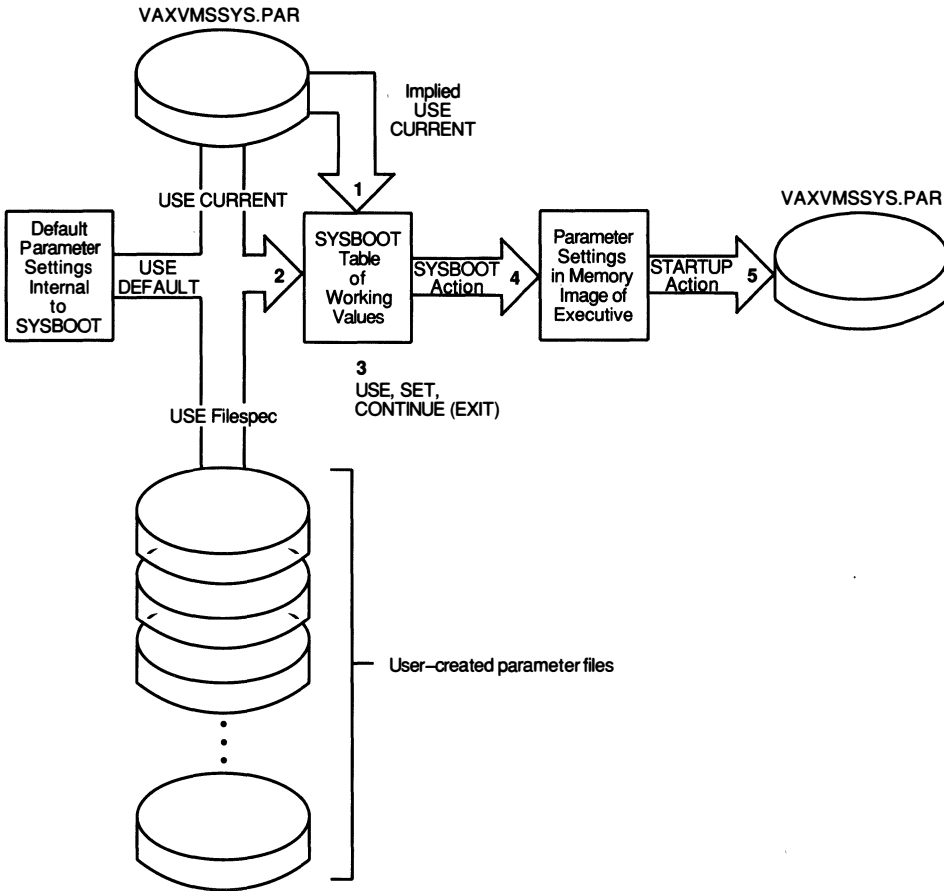 VAXVMSSYS.PAR
Implied
USE
CURRENT
1
USE CURRENT
VAXVMSSYS.PAR
Default
Parameter
Settings
Internal
to
SYSBOOT
USE
DEFAULT
2
SYSBOOT
Table
of
Working
Values
SYSBOOT
Action
4
Parameter
Settings
in Memory
Image of
Executive
STARTUP
Action
5
3
USE, SET,
CONTINUE (EXIT)
USE Filespec
User–created parameter files